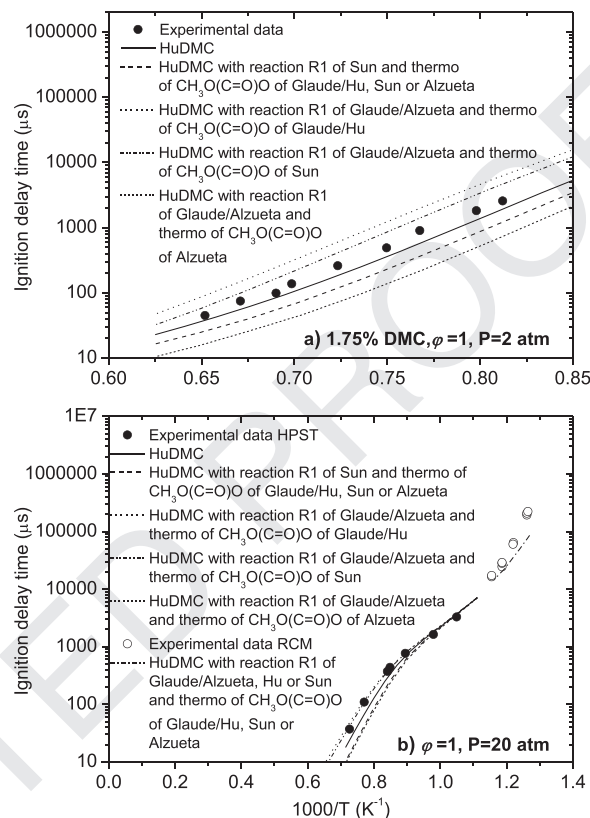 1000000
100000
10000
1000
100
10
Ignition delay time (μs)
Experimental data
HuDMC
HuDMC with reaction R1 of Sun and thermo
of CH3O(C=O)O of Glaude/Hu, Sun or Alzueta
HuDMC with reaction R1 of Glaude/Alzueta and thermo
of CH3O(C=O)O of Glaude/Hu
HuDMC with reaction R1 of Glaude/Alzueta and thermo
of CH3O(C=O)O of Sun
HuDMC with reaction R1
of Glaude/Alzueta and
thermo of CH3O(C=O)O
of Alzueta
a) 1.75% DMC,φ=1, P=2 atm
0.60 0.65 0.70 0.75 0.80 0.85
1E7
1000000
100000
10000
1000
100
10
Ignition delay time (μs)
Experimental data HPST
HuDMC
HuDMC with reaction R1 of Sun and thermo of
CH3O(C=O)O of Glaude/Hu, Sun or Alzueta
HuDMC with reaction R1 of Glaude/Alzueta and
thermo of CH3O(C=O)O of Glaude/Hu
HuDMC with reaction R1 of Glaude/Alzueta and
thermo of CH3O(C=O)O of Sun
HuDMC with reaction R1 of Glaude/Alzueta
and thermo of CH3O(C=O)O of Alzueta
Experimental data RCM
HuDMC with reaction R1 of
Glaude/Alzueta, Hu or Sun
and thermo of CH3O(C=O)O
of Glaude/Hu, Sun or
Alzueta
b) φ=1, P=20 atm
0.0 0.2 0.4 0.6 0.8 1.0 1.2 1.4
1000/T (K-1)
TED PROOF